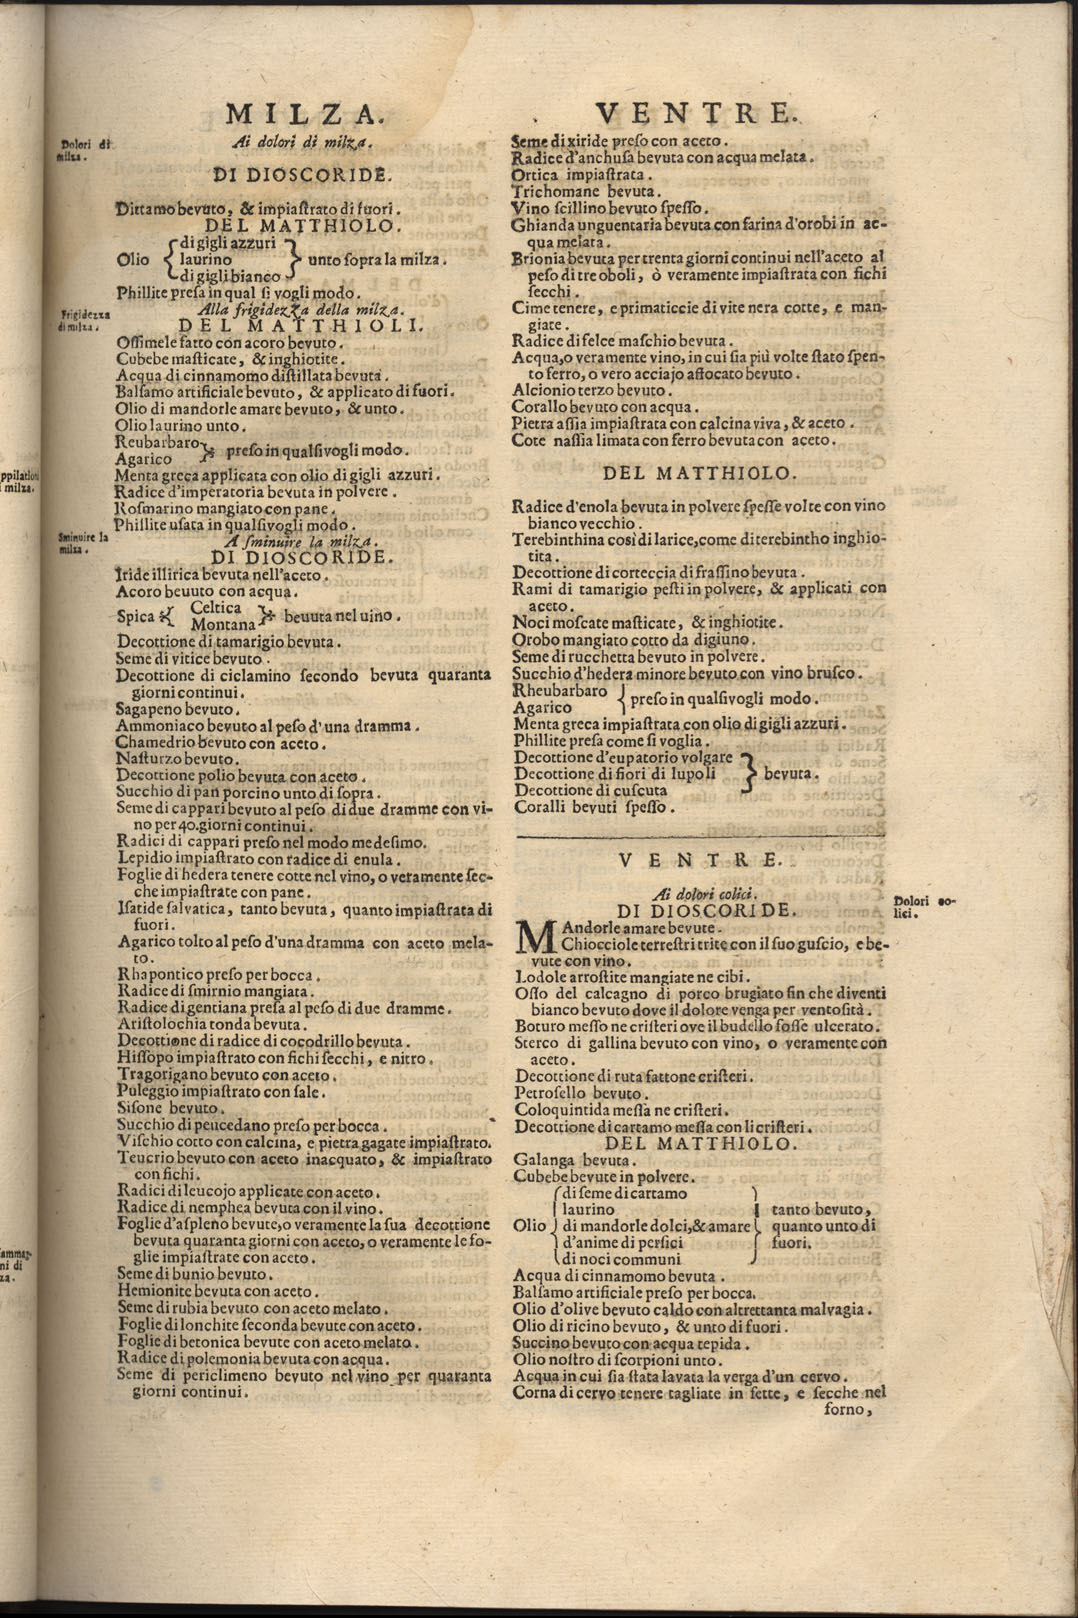 MILZA.
Dolori di
milza.
Ai dolori di milza.
DI DIOSCORIDE.
Dittamo bevuto, & impiaſtrato di fuori.
DEL MATTHIOLO.
di gigli azzuri
Olio { laurino } unto ſopra la milza.
di gigli bianco
Phillite preſa in qual ſi vogli modo.
Frigidezza
di milza.
Alla frigidezza della milza.
DEL MATTHIOLI.
Oſſimele fatto con acoro bevuto.
Cubebe maſticate, & inghiotite.
Acqua di cinnamomo diſtillata bevuta.
Balſamo artificiale bevuto, & applicato di fuori.
Olio di mandorle amare bevuto, & unto.
Olio laurino unto.
Reubarbaro
Agarico } preſo in qualſivogli modo.
Menta greca applicata con olio di gigli azzuri.
Radice d'imperatoria bevuta in polvere.
Roſmarino mangiato con pane.
Phillite uſata in qualſivogli modo.
Sminuire la
milza.
A ſminuire la milza.
DI DIOSCORIDE.
Iride illirica bevuta nell'aceto.
Acoro beuuto con acqua.
Spica { Celtica
Montana } beuuta nel uino.
Decottione di tamarigio bevuta.
Seme di vitice bevuto.
Decottione di ciclamino ſecondo bevuta quaranta
giorni continui.
Sagapeno bevuto.
Ammoniaco bevuto al peſo d'una dramma.
Chamedrio bevuto con aceto.
Naſturzo bevuto.
Decottione polio bevuta con aceto.
Succhio di pan porcino unto di ſopra.
Seme di cappari bevuto al peſo di due dramme con vi-
no per 40. giorni continui.
Radici di cappari preſo nel modo medeſimo.
Lepidio impiaſtrato con radice di enula.
Foglie di hedera tenere cotte nel vino, o veramente ſec-
che impiaſtrate con pane.
Iſatide ſalvatica, tanto bevuta, quanto impiaſtrata di
fuori.
Agarico tolto al peſo d'una dramma con aceto mela-
to.
Rhapontico preſo per bocca.
Radice di ſmirnio mangiata.
Radice di gentiana preſa al peſo di due dramme.
Ariſtolochia tonda bevuta.
Decottione di radice di cocodrillo bevuta.
Hiſſopo impiaſtrato con fichi ſecchi, e nitro.
Tragorigano bevuto con aceto.
Puleggio impiaſtrato con ſale.
Siſone bevuto.
Succhio di peucedano preſo per bocca.
Viſchio cotto con calcina, e pietra gagate impiaſtrato.
Teucrio bevuto con aceto inacquato, & impiaſtrato
con fichi.
Radici di leucojo applicate con aceto.
Radice di nemphea bevuta con il vino.
Foglie d'aſpleno bevute, o veramente la ſua decottione
bevuta quaranta giorni con aceto, o veramente le fo-
glie impiaſtrate con aceto.
Seme di bunio bevuto.
Hemionite bevuta con aceto.
Seme di rubia bevuto con aceto melato.
Foglie di lonchite ſeconda bevute con aceto.
Foglie di betonica bevute con aceto melato.
Radice di polemonia bevuta con acqua.
Seme di periclimeno bevuto nel vino per quaranta
giorni continui.
VENTRE.
Seme di xiride preſo con aceto.
Radice d'anchuſa bevuta con acqua melata.
Ortica impiaſtrata.
Trichomane bevuta.
Vino ſcillino bevuto ſpeſſo.
Ghianda unguentaria bevuta con farina d'orobi in ac-
qua melata.
Brionia bevuta per trenta giorni continui nell'aceto al
peſo di tre oboli, ò veramente impiaſtrata con fichi
ſecchi.
Cime tenere, e primaticcie di vite nera cotte, e man-
giate.
Radice di felce maſchio bevuta.
Acqua, o veramente vino, in cui ſia più volte ſtato ſpen-
to ferro, o vero acciajo affocato bevuto.
Alcionio terzo bevuto.
Corallo bevuto con acqua.
Pietra aſſia impiaſtrata con calcina viva, & aceto.
Cote naſſia limata con ferro bevuta con aceto.
DEL MATTHIOLO.
Radice d'enola bevuta in polvere ſpeſſe volte con vino
bianco vecchio.
Terebinthina così di larice, come di terebintho inghio-
tita.
Decottione di corteccia di fraſſino bevuta.
Rami di tamarigio peſti in polvere, & applicati con
aceto.
Noci moſcate maſticate, & inghiotite.
Orobo mangiato cotto da digiuno.
Seme di rucchetta bevuto in polvere.
Succhio d'hedera minore bevuto con vino bruſco.
Rheubarbaro
Agarico } preſo in qualſivogli modo.
Menta greca impiaſtrata con olio di gigli azzuri.
Phillite preſa come ſi voglia.
Decottione d'eupatorio volgare
Decottione di fiori di lupoli } bevuta.
Decottione di cuſcuta
Coralli bevuti ſpeſſo.
VENTRE.
Ai dolori colici.
Dolori co-
lici.
DI DIOSCORIDE.
MAndorle amare bevute.
Chiocciole terreſtri trite con il ſuo guſcio, e be-
vute con vino.
Lodole arroſtite mangiate ne cibi.
Oſſo del calcagno di porco brugiato fin che diventi
bianco bevuto dove il dolore venga per ventoſità.
Boturo meſſo ne criſteri ove il budello foſſe ulcerato.
Sterco di gallina bevuto con vino, o veramente con
aceto.
Decottione di ruta fattone criſteri.
Petroſello bevuto.
Coloquintida meſſa ne criſteri.
Decottione di cartamo meſſa con li criſteri.
DEL MATTHIOLO.
Galanga bevuta.
Cubebe bevute in polvere.
di ſeme di cartamo
laurino tanto bevuto,
Olio { di mandorle dolci, & amare } quanto unto di
d'anime di perſici fuori.
di noci communi
Acqua di cinnamomo bevuta.
Balſamo artificiale preſo per bocca.
Olio d'olive bevuto caldo con altrettanta malvagia.
Olio di ricino bevuto, & unto di fuori.
Succino bevuto con acqua tepida.
Olio noſtro di ſcorpioni unto.
Acqua in cui ſia ſtata lavata la verga d'un cervo.
Corna di cervo tenere tagliate in fette, e ſecche nel
forno,